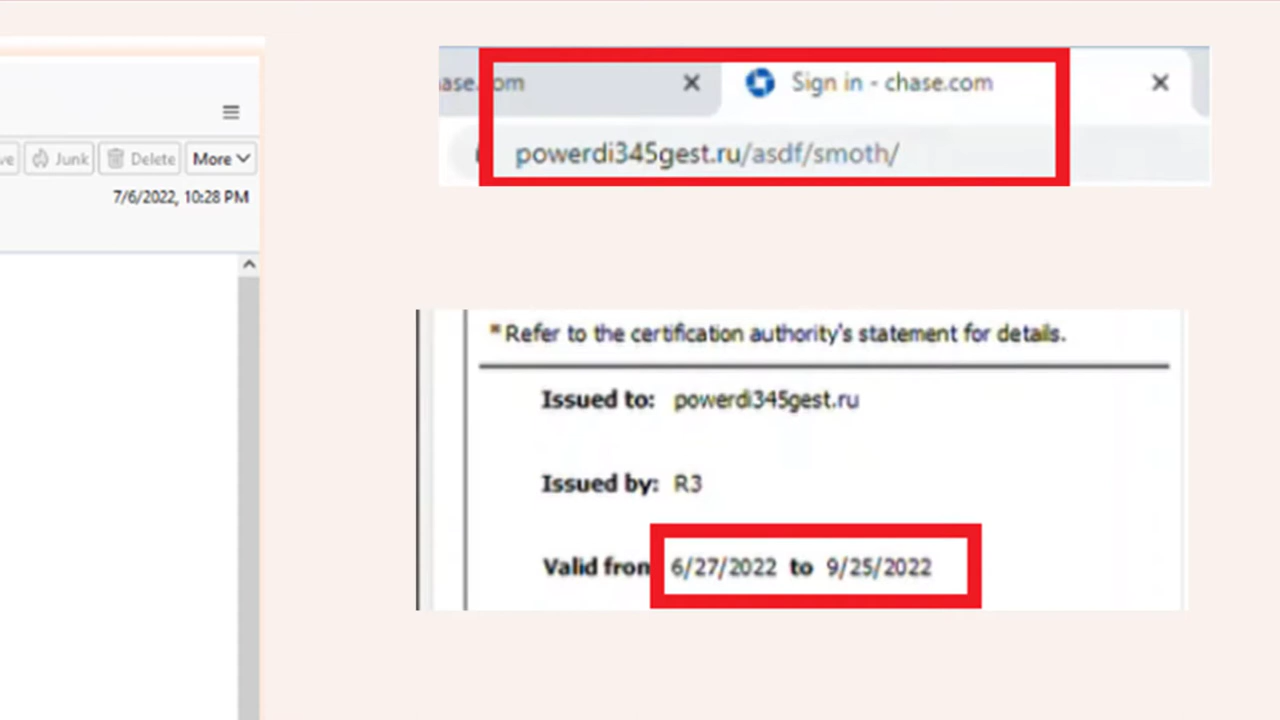 Junk
Delete
More
7/6/2022, 10:28 PM
Sign in - chase.com
powerdi345gest.ru/asdf/smoth/
*Refer to the certification authority's statement for details.
Issued to: powerdi345gest.ru
Issued by: R3
Valid from 6/27/2022 to 9/25/2022